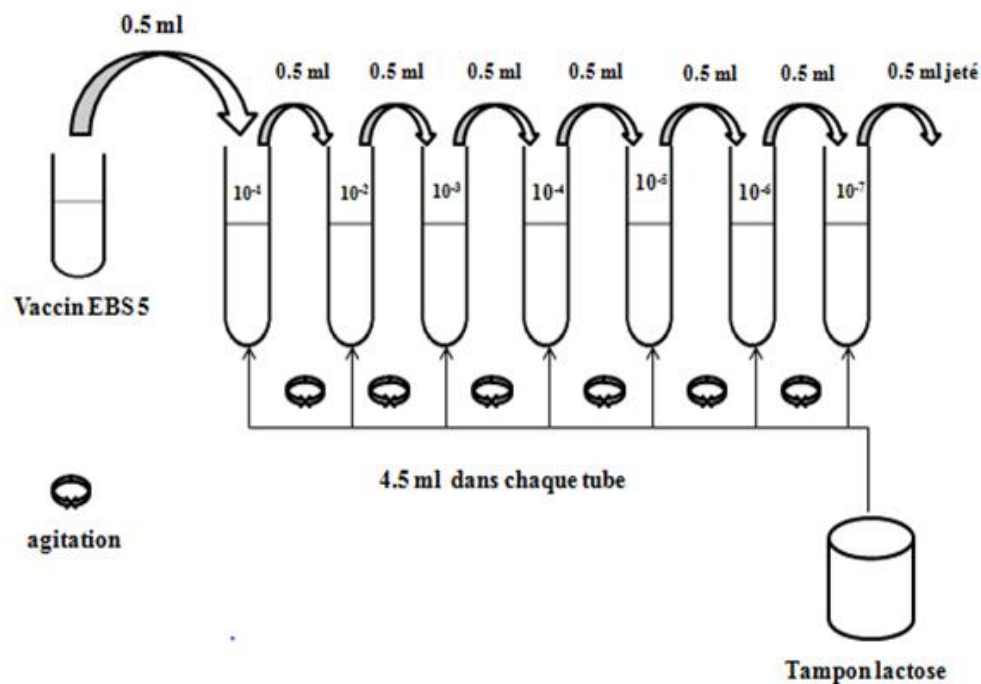 0.5 ml
0.5 ml 0.5 ml 0.5 ml 0.5 ml 0.5 ml 0.5 ml 0.5 ml jeté
10⁻¹ 10⁻² 10⁻³ 10⁻⁴ 10⁻⁵ 10⁻⁶ 10⁻⁷
Vaccin EBS 5
4.5 ml dans chaque tube
agitation
Tampon lactose